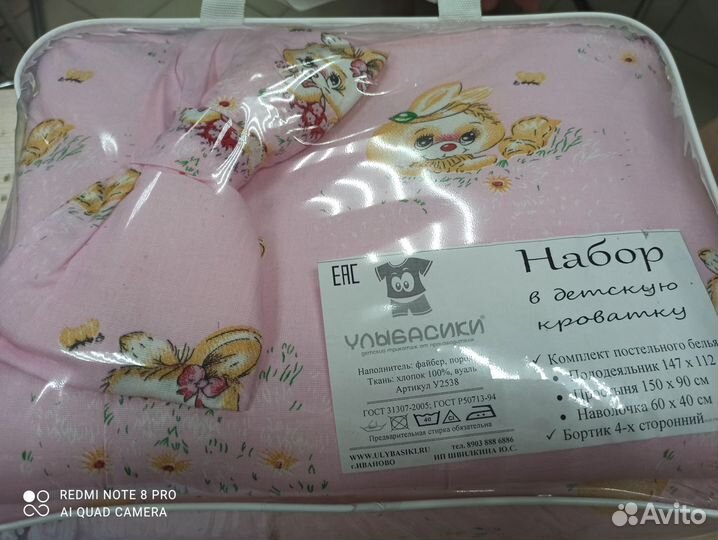 ЕАС
УЛЫБАСИКИ
детский трикотаж от производителя
Наполнитель: файбер.
Ткань: хлопок 100%, вуаль
Артикул У2538
ГОСТ 31307-2005; ГОСТ Р50713-94
40
Предварительная стирка обязательна
WWW.ULYBASIKI.RU
г.ИВАНОВО
тел. 8903 888 6886
ИП ШВИЛКИНА Ю.С.
Набор
в детскую
кроватку
✓ Комплект постельного белья
• Пододеяльник 147 х 112
• Простыня 150 х 90 см
• Наволочка 60 х 40 см
✓ Бортик 4-х сторонний
REDMI NOTE 8 PRO
AI QUAD CAMERA
Avito